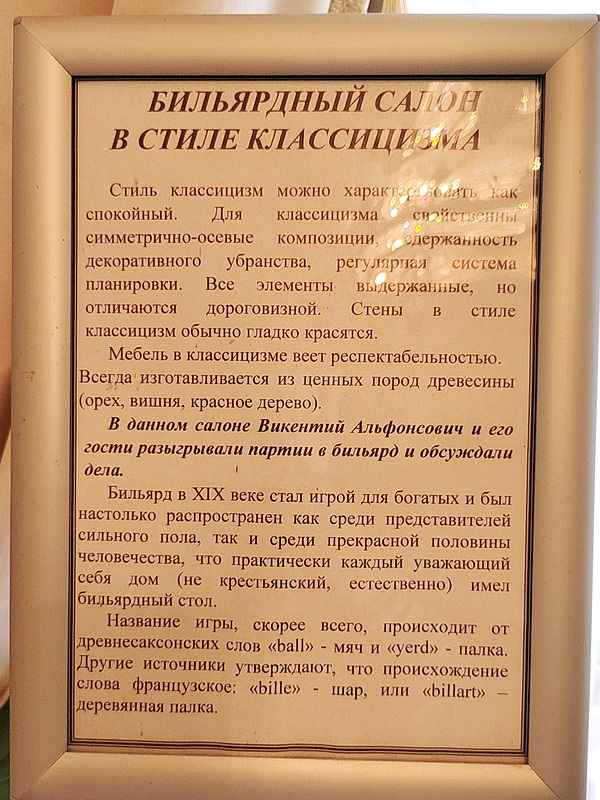 БИЛЬЯРДНЫЙ САЛОН
В СТИЛЕ КЛАССИЦИЗМА
Стиль классицизм можно характеризовать как
спокойный. Для классицизма свойственны
симметрично-осевые композиции, сдержанность
декоративного убранства, регулярная система
планировки. Все элементы выдержанные, но
отличаются дороговизной. Стены в стиле
классицизм обычно гладко красятся.
Мебель в классицизме веет респектабельностью.
Всегда изготавливается из ценных пород древесины
(орех, вишня, красное дерево).
В данном салоне Викентий Альфонсович и его
гости разыгрывали партии в бильярд и обсуждали
дела.
Бильярд в XIX веке стал игрой для богатых и был
настолько распространен как среди представителей
сильного пола, так и среди прекрасной половины
человечества, что практически каждый уважающий
себя дом (не крестьянский, естественно) имел
бильярдный стол.
Название игры, скорее всего, происходит от
древнесаксонских слов «ball» - мяч и «yerd» - палка.
Другие источники утверждают, что происхождение
слова французское: «bille» - шар, или «billart» –
деревянная палка.